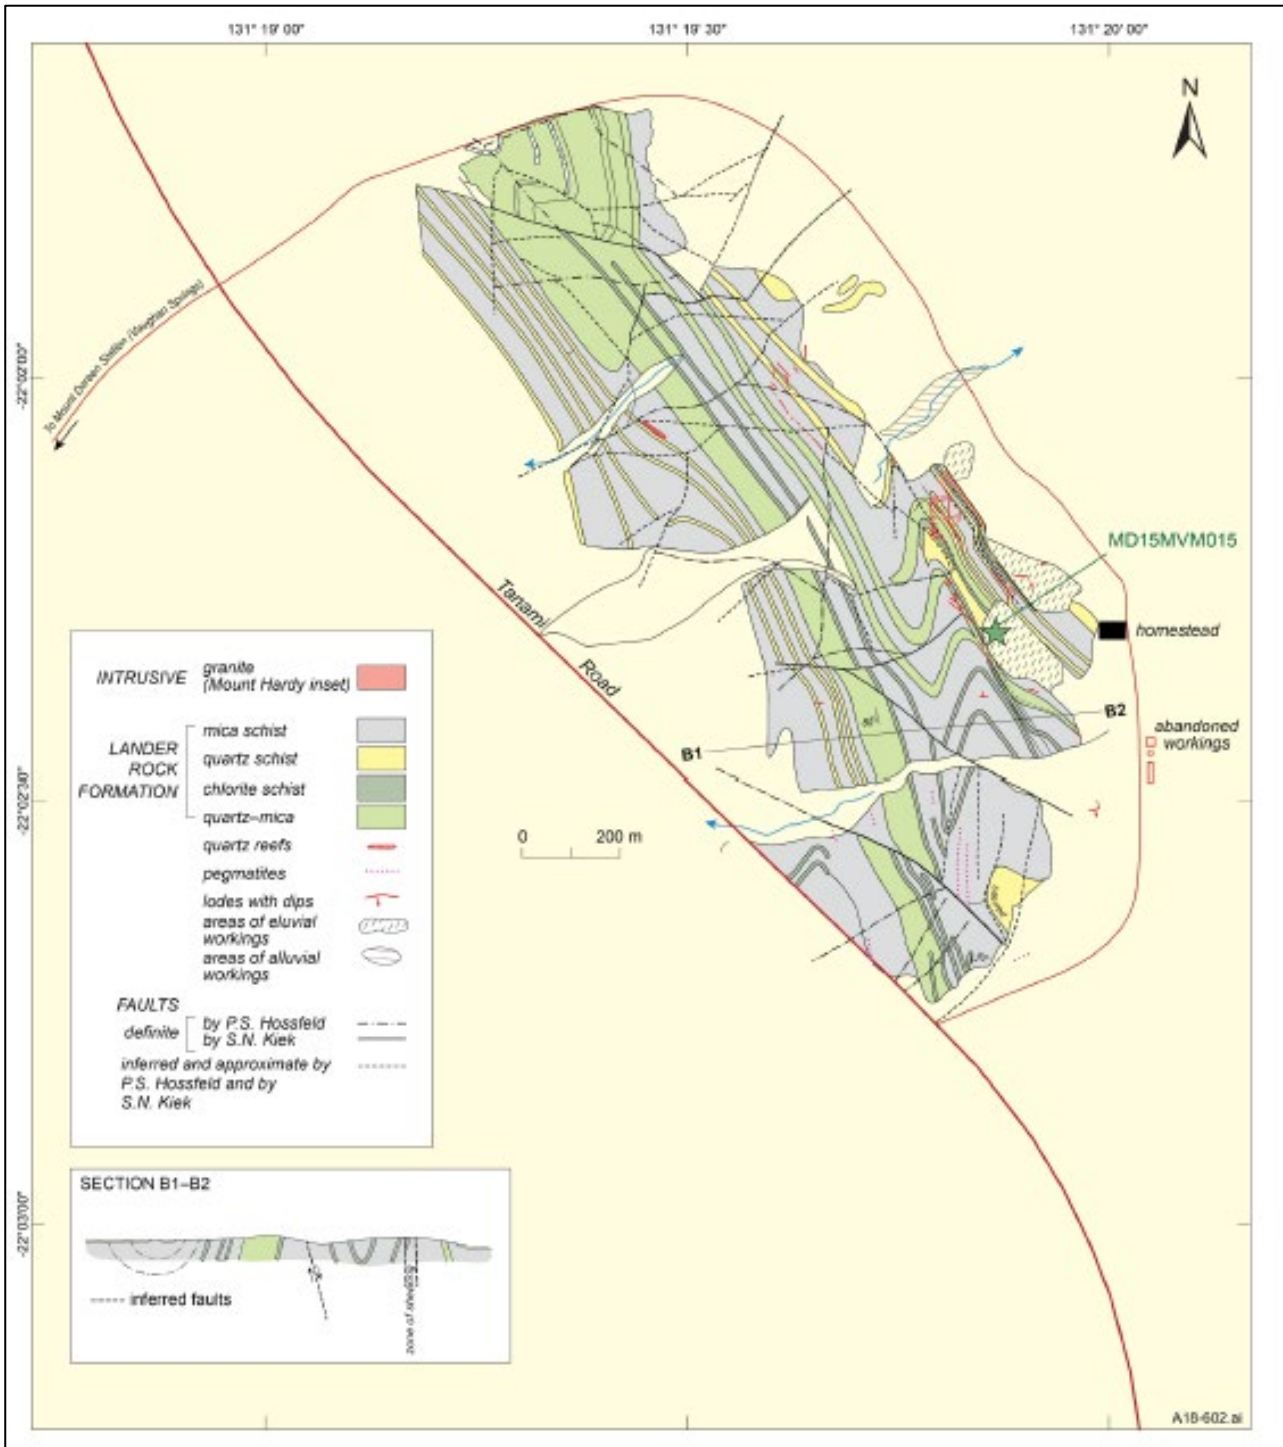 131° 19' 00"
131° 19' 30"
131° 20' 00"
N
To Mount Doreen Station (Vaughan Springs)
-22°02'00"
MD15MVM015
homestead
Tanami
Road
B1
B2
abandoned
workings
-22°02'30"
0 200 m
INTRUSIVE
granite
(Mount Hardy inset)
LANDER
ROCK
FORMATION
mica schist
quartz schist
chlorite schist
quartz–mica
quartz reefs
pegmatites
lodes with dips
areas of eluvial
workings
areas of alluvial
workings
FAULTS
definite
by P.S. Hossfeld
by S.N. Kiek
inferred and approximate by
P.S. Hossfeld and by
S.N. Kiek
-22°03'00"
SECTION B1–B2
zone of shearing
inferred faults
A18-602.ai